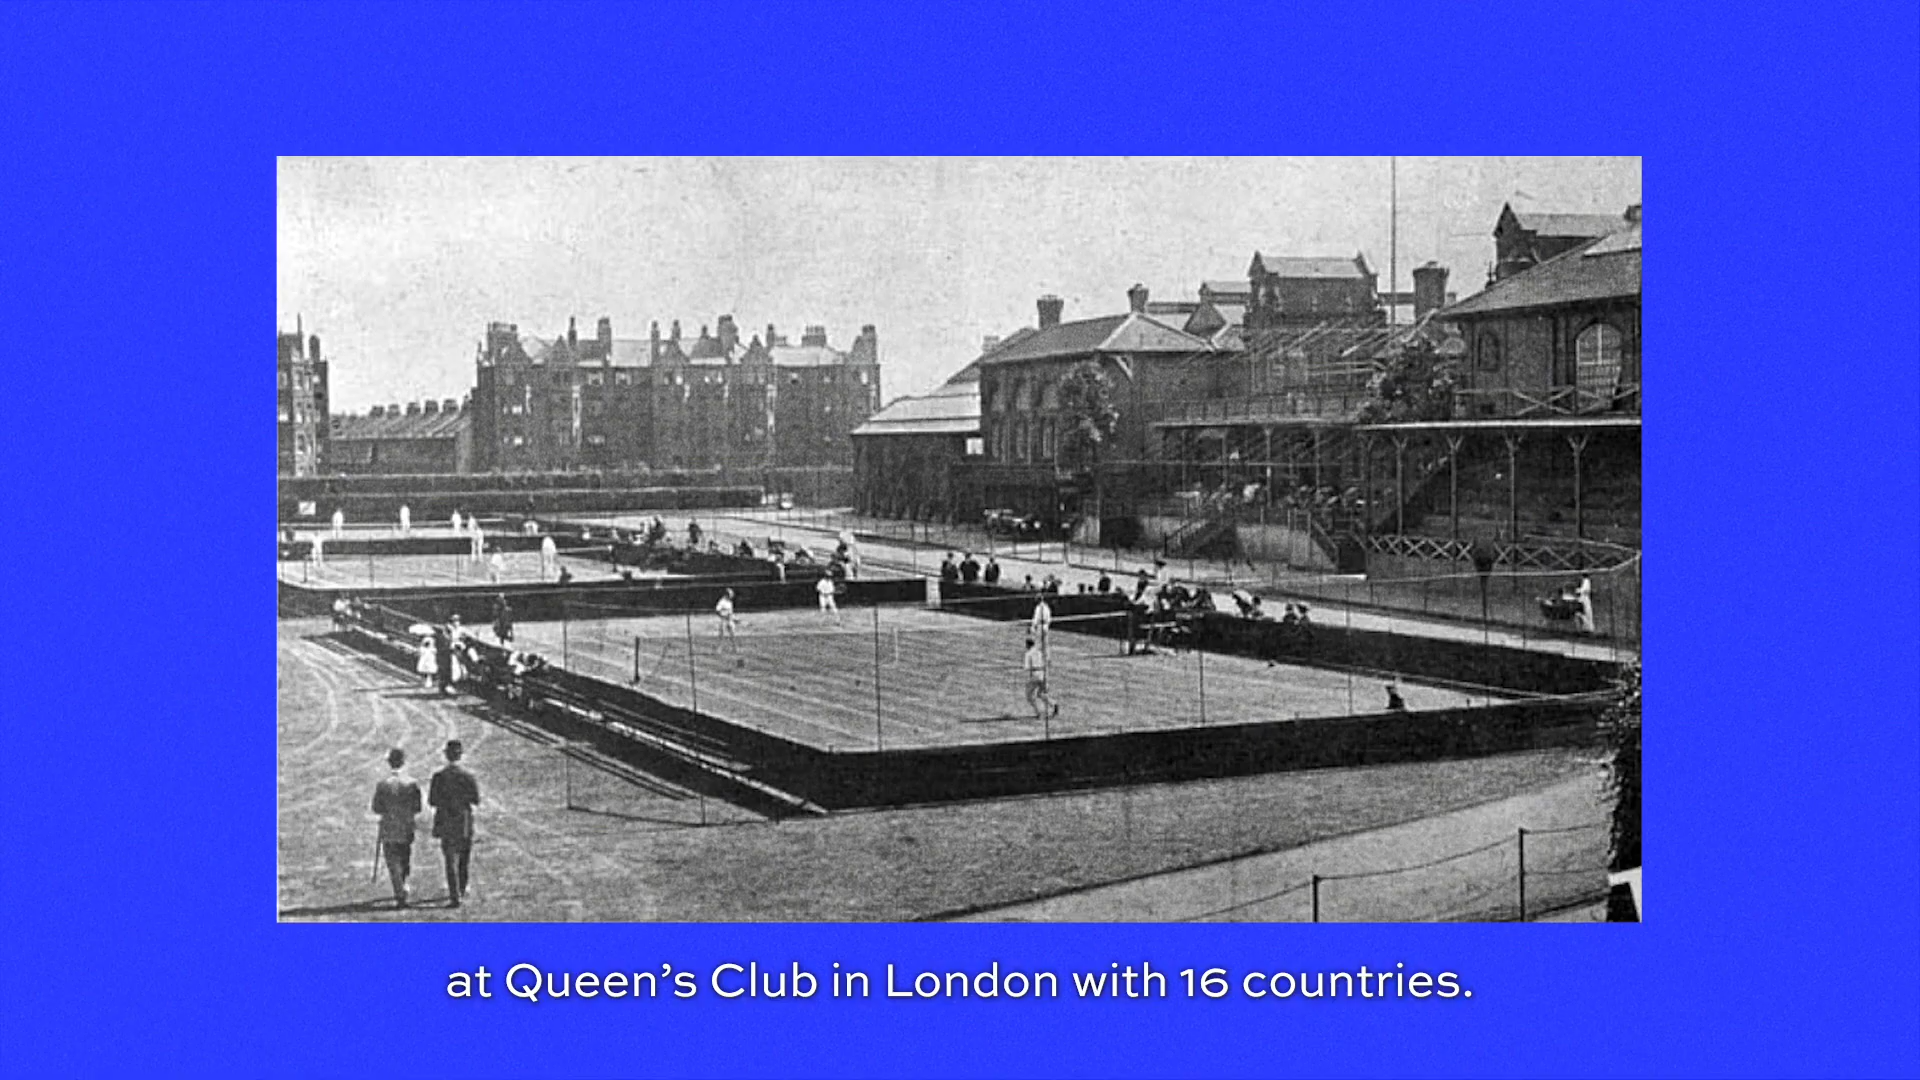 at Queen’s Club in London with 16 countries.